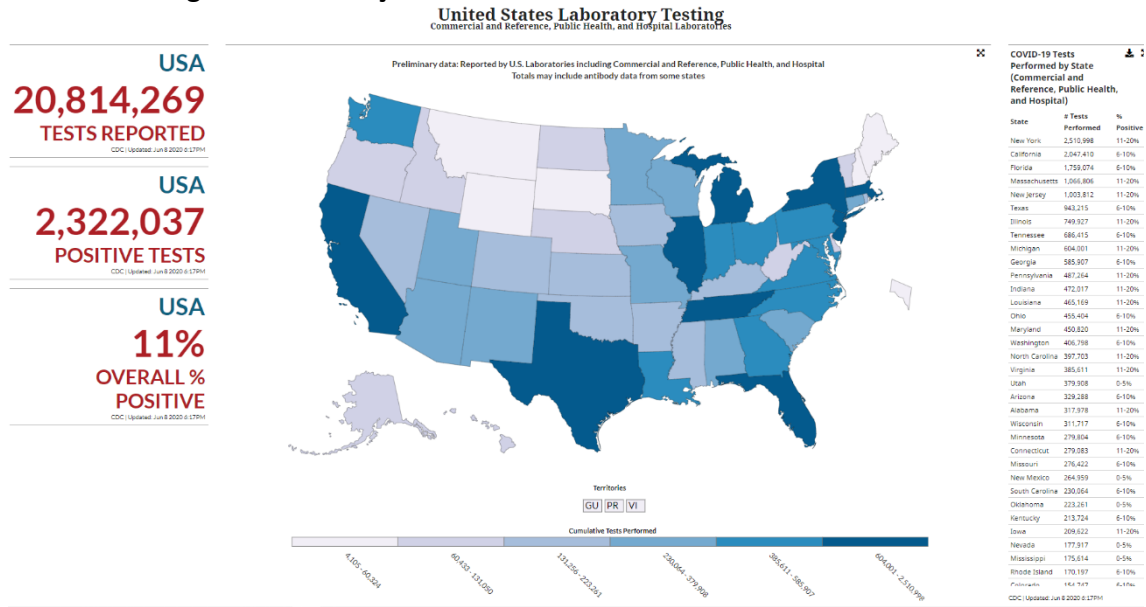 United States Laboratory Testing
Commercial and Reference, Public Health, and Hospital Laboratories
USA
20,814,269
TESTS REPORTED
CDC | Updated: Jun 8 2020 6:17PM
USA
2,322,037
POSITIVE TESTS
CDC | Updated: Jun 8 2020 6:17PM
USA
11%
OVERALL %
POSITIVE
CDC | Updated: Jun 8 2020 6:17PM
Preliminary data: Reported by U.S. Laboratories including Commercial and Reference, Public Health, and Hospital
Totals may include antibody data from some states
Territories
GU PR VI
Cumulative Tests Performed
4,105 - 60,324
60,433 - 131,050
131,256 - 223,261
230,064 - 379,908
385,611 - 585,907
604,001 - 2,510,998
COVID-19 Tests
Performed by State
(Commercial and
Reference, Public Health,
and Hospital)
State # Tests Performed % Positive
New York 2,510,998 11-20%
California 2,047,410 6-10%
Florida 1,759,074 6-10%
Massachusetts 1,066,806 11-20%
New Jersey 1,003,812 11-20%
Texas 943,215 6-10%
Illinois 749,927 11-20%
Tennessee 686,415 6-10%
Michigan 604,001 11-20%
Georgia 585,907 6-10%
Pennsylvania 487,264 11-20%
Indiana 472,017 11-20%
Louisiana 465,169 11-20%
Ohio 455,404 6-10%
Maryland 450,820 11-20%
Washington 406,798 6-10%
North Carolina 397,703 11-20%
Virginia 385,611 11-20%
Utah 379,908 0-5%
Arizona 329,288 6-10%
Alabama 317,978 6-10%
Wisconsin 311,717 6-10%
Minnesota 279,804 6-10%
Connecticut 279,083 11-20%
Missouri 276,422 6-10%
New Mexico 264,959 0-5%
South Carolina 230,064 6-10%
Oklahoma 223,261 0-5%
Kentucky 213,724 6-10%
Iowa 209,622 11-20%
Nevada 177,917 0-5%
Mississippi 175,614 0-5%
Rhode Island 170,197 6-10%
Colorado 154,747 6-10%
CDC | Updated: Jun 8 2020 6:17PM